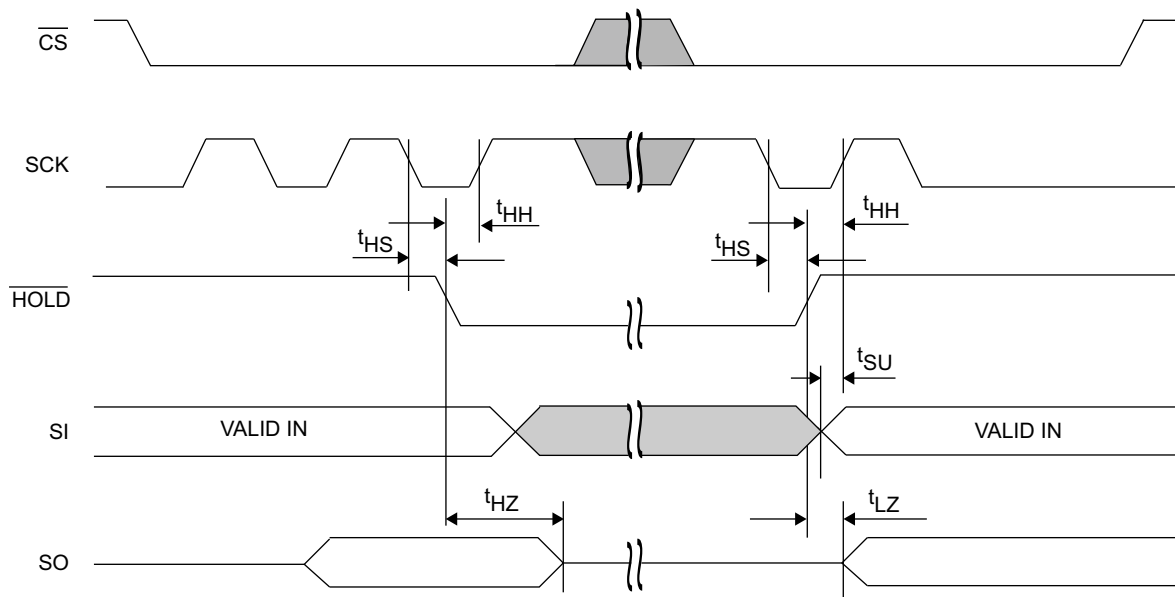 CS
SCK
tHH
tHH
tHS
tHS
HOLD
tSU
SI
VALID IN
VALID IN
tHZ
tLZ
SO